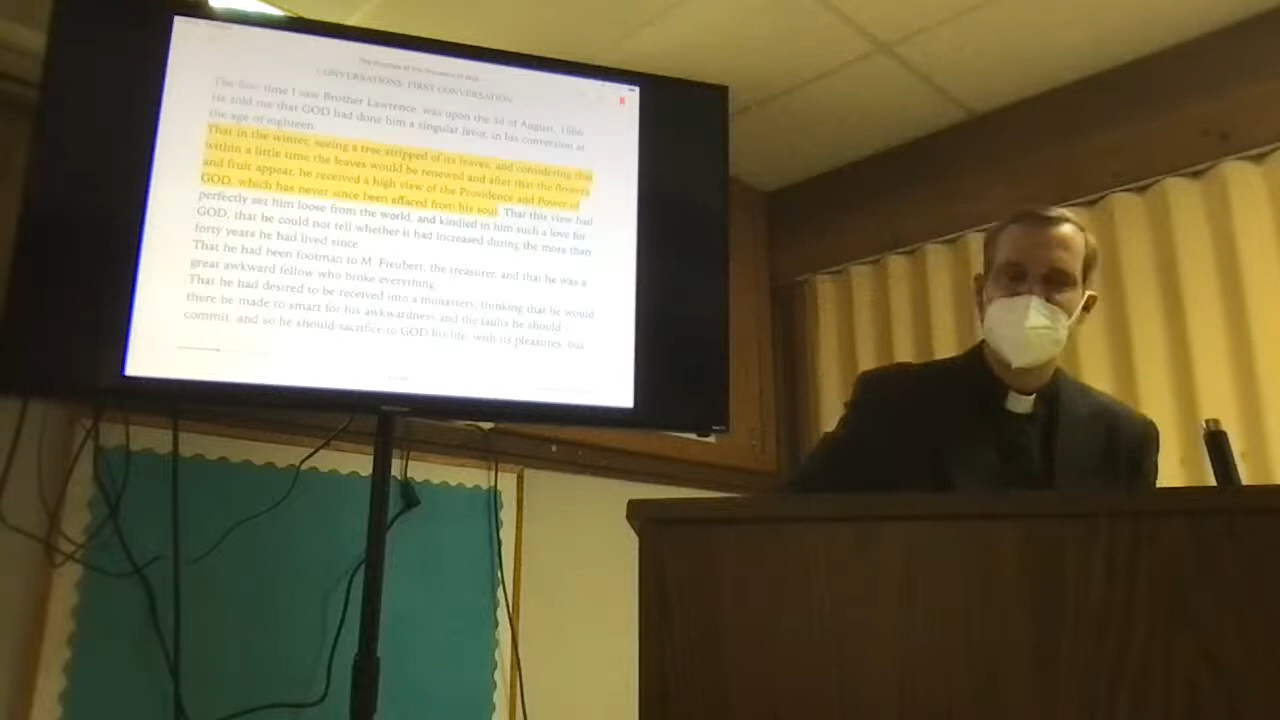 The Practice of the Presence of God
CONVERSATIONS: FIRST CONVERSATION
The first time I saw Brother Lawrence, was upon the 3d of August, 1666.
He told me that GOD had done him a singular favor, in his conversion at
the age of eighteen.
That in the winter, seeing a tree stripped of its leaves, and considering that
within a little time the leaves would be renewed and after that the flowers
and fruit appear, he received a high view of the Providence and Power of
GOD, which has never since been effaced from his soul. That this view had
perfectly set him loose from the world, and kindled in him such a love for
GOD, that he could not tell whether it had increased during the more than
forty years he had lived since.
That he had been footman to M. Fieubert, the treasurer, and that he was a
great awkward fellow who broke everything.
That he had desired to be received into a monastery, thinking that he would
there be made to smart for his awkwardness and the faults he should
commit, and so he should sacrifice to GOD his life, with its pleasures, but